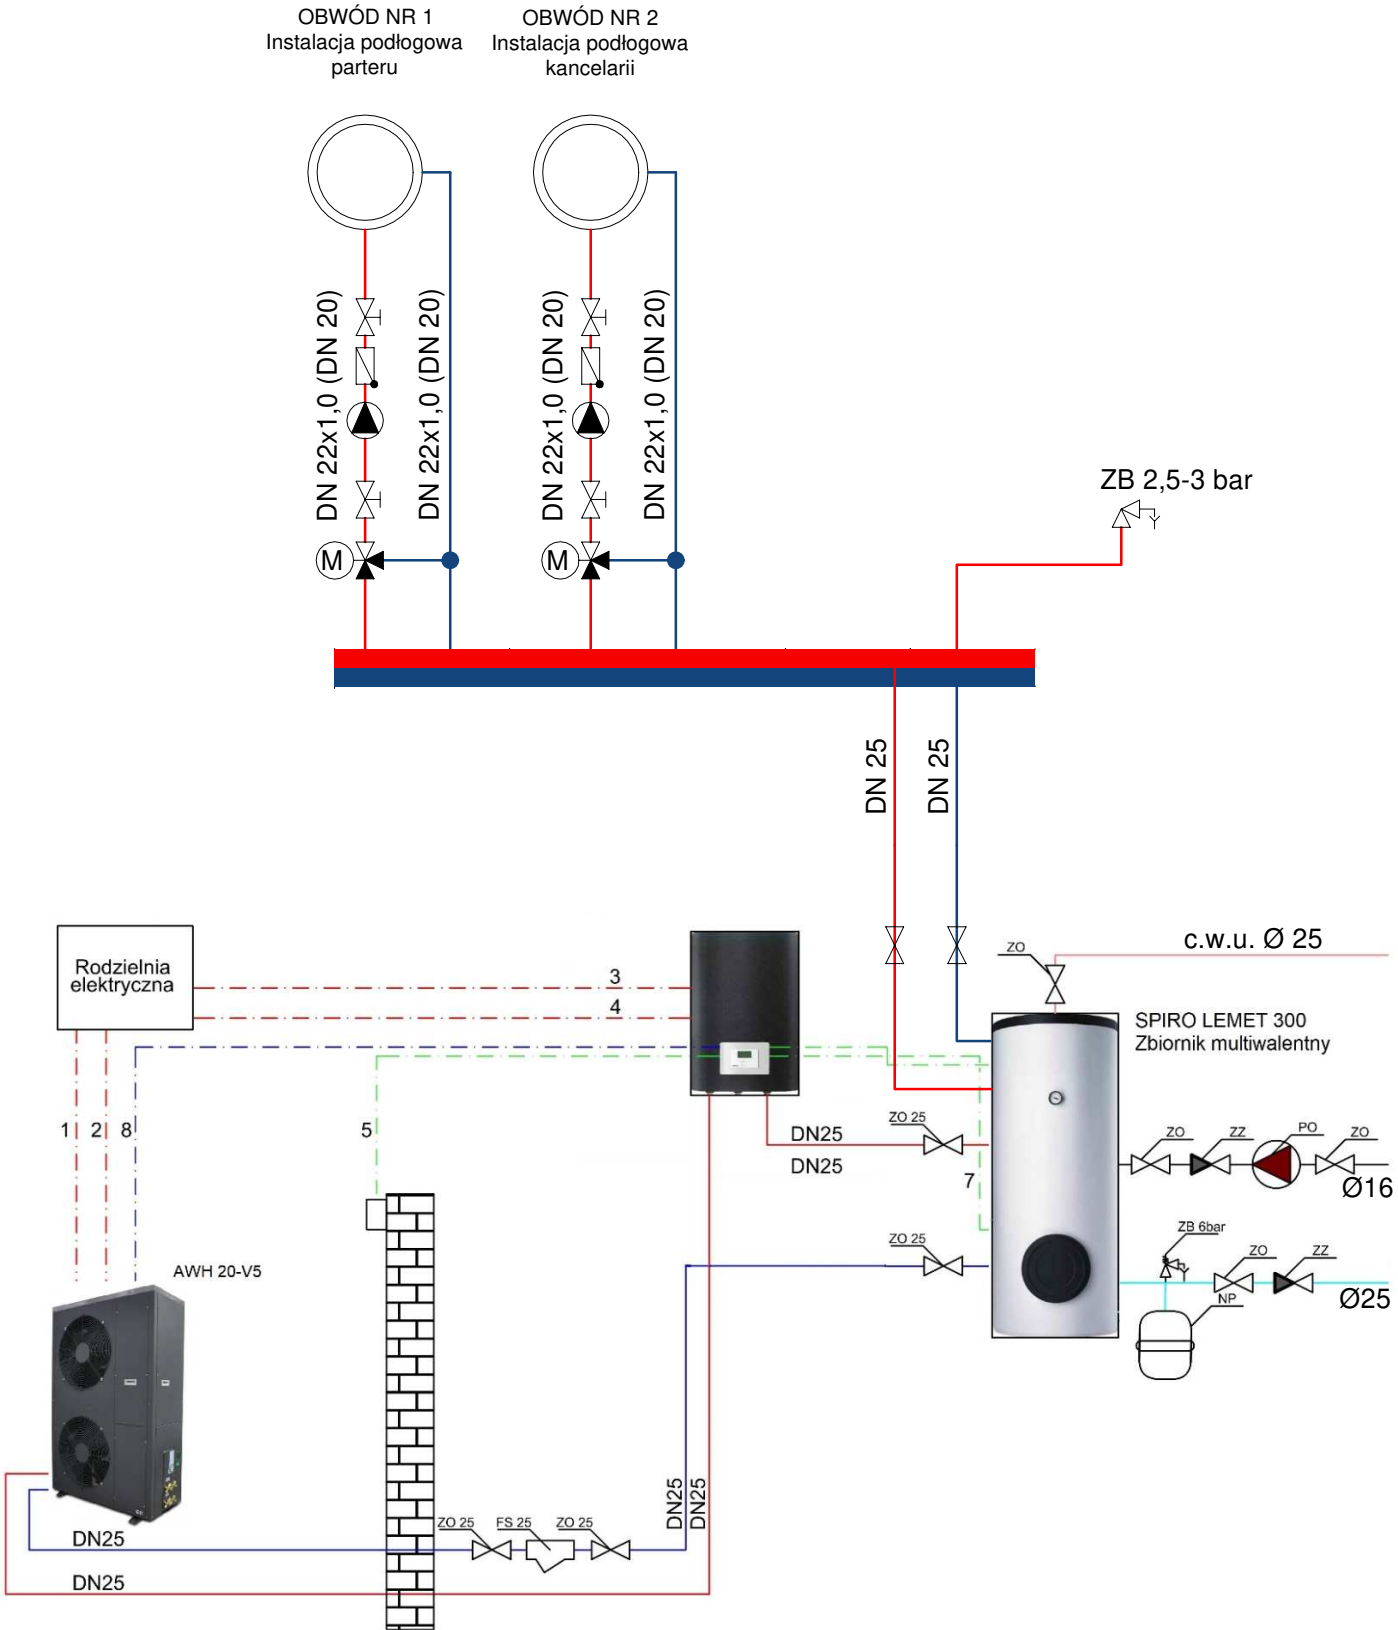 OBWÓD NR 1
Instalacja podłogowa
parteru
OBWÓD NR 2
Instalacja podłogowa
kancelarii
DN 22x1,0 (DN 20)
DN 22x1,0 (DN 20)
DN 22x1,0 (DN 20)
DN 22x1,0 (DN 20)
M
M
ZB 2,5-3 bar
DN 25
DN 25
Rodzielnia
elektryczna
3
4
ZO
c.w.u. Ø 25
SPIRO LEMET 300
Zbiornik multiwalentny
1
2
8
5
7
ZO 25
DN25
DN25
ZO
ZZ
PO
ZO
Ø16
ZO 25
ZB 6bar
ZO
ZZ
Ø25
NP
AWH 20-V5
DN25
DN25
ZO 25
FS 25
ZO 25
DN25
DN25